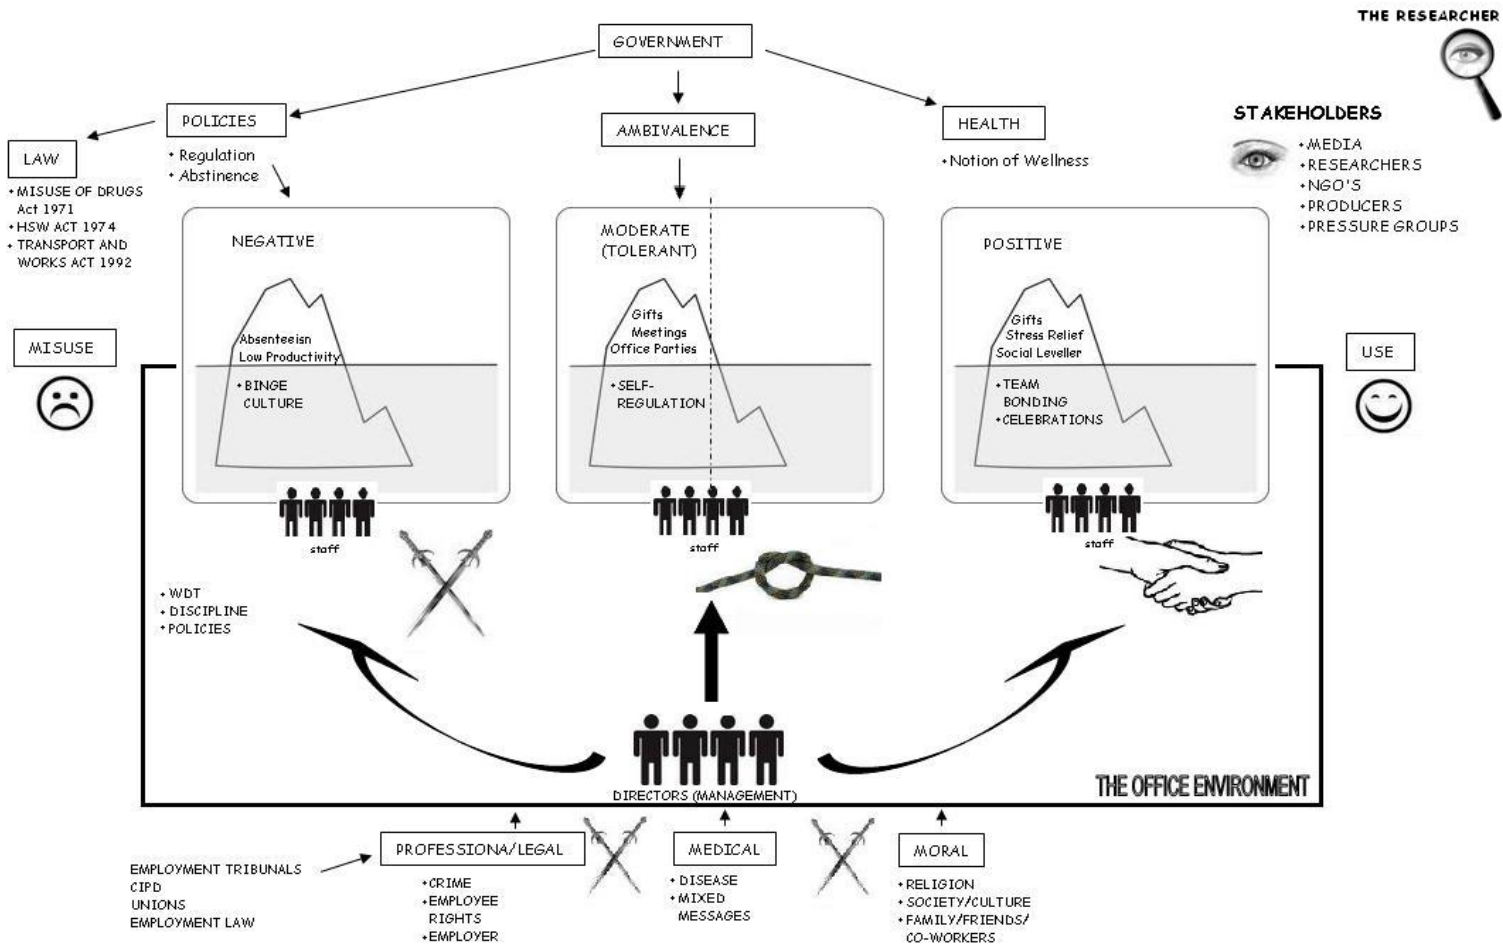 THE RESEARCHER
GOVERNMENT
POLICIES
• Regulation
• Abstinence
AMBIVALENCE
HEALTH
• Notion of Wellness
STAKEHOLDERS
• MEDIA
• RESEARCHERS
• NGO'S
• PRODUCERS
• PRESSURE GROUPS
LAW
• MISUSE OF DRUGS
Act 1971
• HSW ACT 1974
• TRANSPORT AND
WORKS ACT 1992
NEGATIVE
Absenteeisn
Low Productivity
• BINGE
CULTURE
staff
MODERATE
(TOLERANT)
Gifts
Meetings
Office Parties
• SELF-
REGULATION
staff
POSITIVE
Gifts
Stress Relief
Social Leveller
• TEAM
BONDING
• CELEBRATIONS
staff
MISUSE
USE
• WDT
• DISCIPLINE
• POLICIES
DIRECTORS (MANAGEMENT)
THE OFFICE ENVIRONMENT
EMPLOYMENT TRIBUNALS
CIPD
UNIONS
EMPLOYMENT LAW
PROFESSIONA/LEGAL
• CRIME
• EMPLOYEE
RIGHTS
• EMPLOYER
MEDICAL
• DISEASE
• MIXED
MESSAGES
MORAL
• RELIGION
• SOCIETY/CULTURE
• FAMILY/FRIENDS/
CO-WORKERS